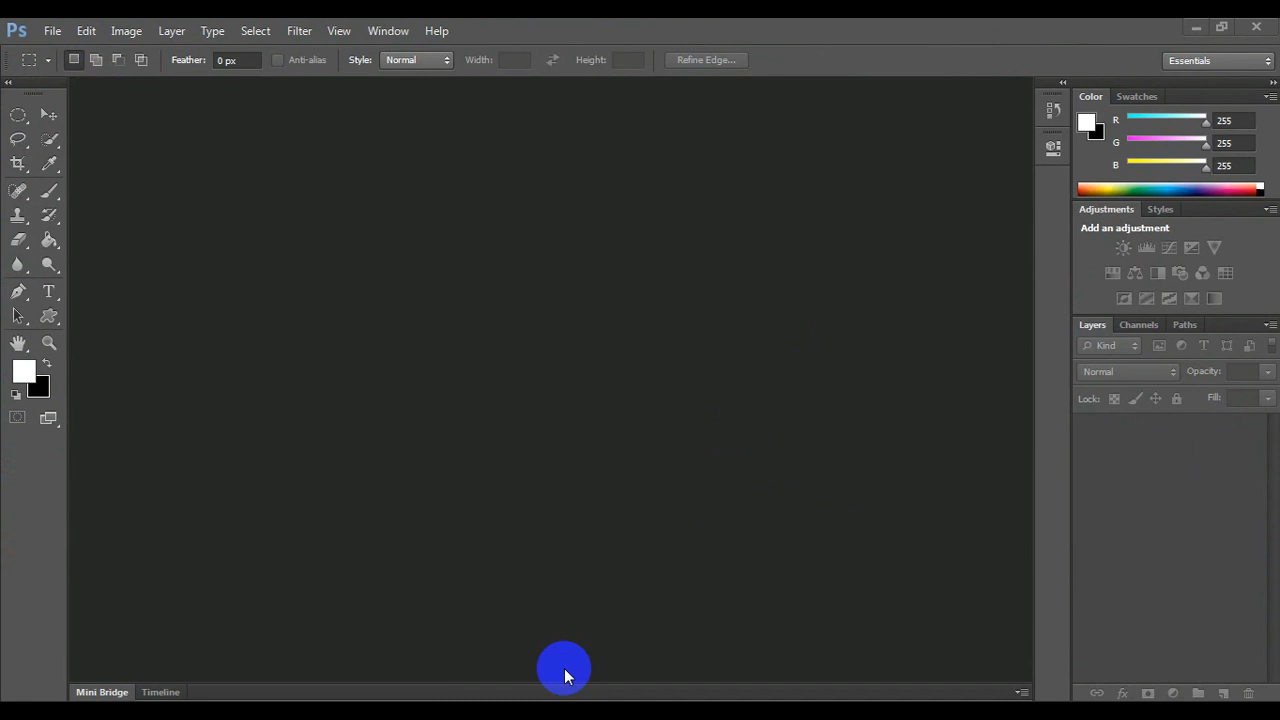 Ps File Edit Image Layer Type Select Filter View Window Help
Feather: 0 px Anti-alias Style: Normal Width: Height: Refine Edge... Essentials
Color Swatches
R 255
G 255
B 255
Adjustments Styles
Add an adjustment
Layers Channels Paths
Kind T
Normal Opacity:
Lock: Fill:
T
fx
Mini Bridge Timeline